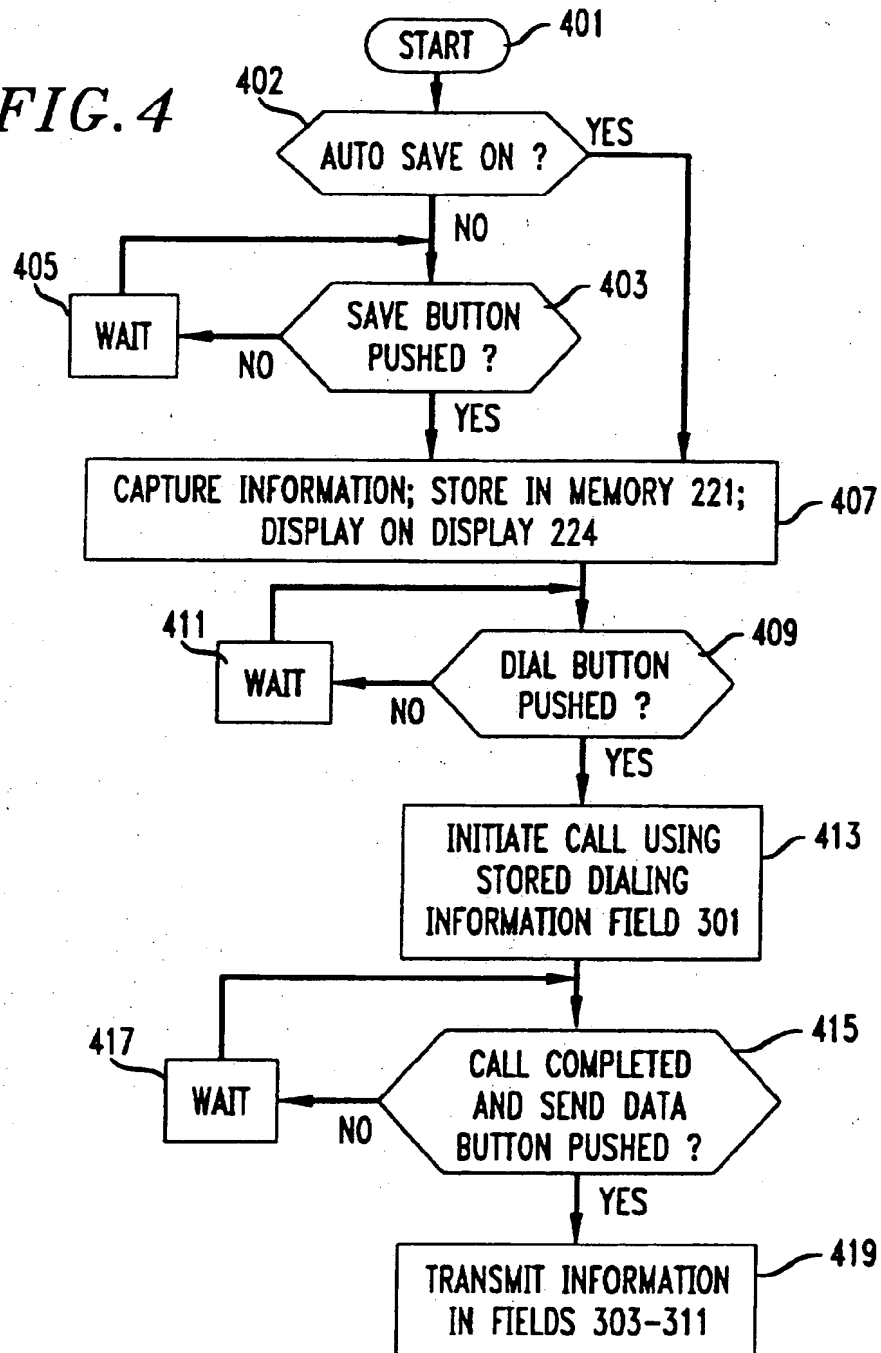 FIG. 4
START
401
402
AUTO SAVE ON ?
YES
NO
405
WAIT
NO
403
SAVE BUTTON
PUSHED ?
YES
CAPTURE INFORMATION; STORE IN MEMORY 221;
DISPLAY ON DISPLAY 224
407
411
WAIT
NO
409
DIAL BUTTON
PUSHED ?
YES
INITIATE CALL USING
STORED DIALING
INFORMATION FIELD 301
413
417
WAIT
NO
415
CALL COMPLETED
AND SEND DATA
BUTTON PUSHED ?
YES
TRANSMIT INFORMATION
IN FIELDS 303-311
419